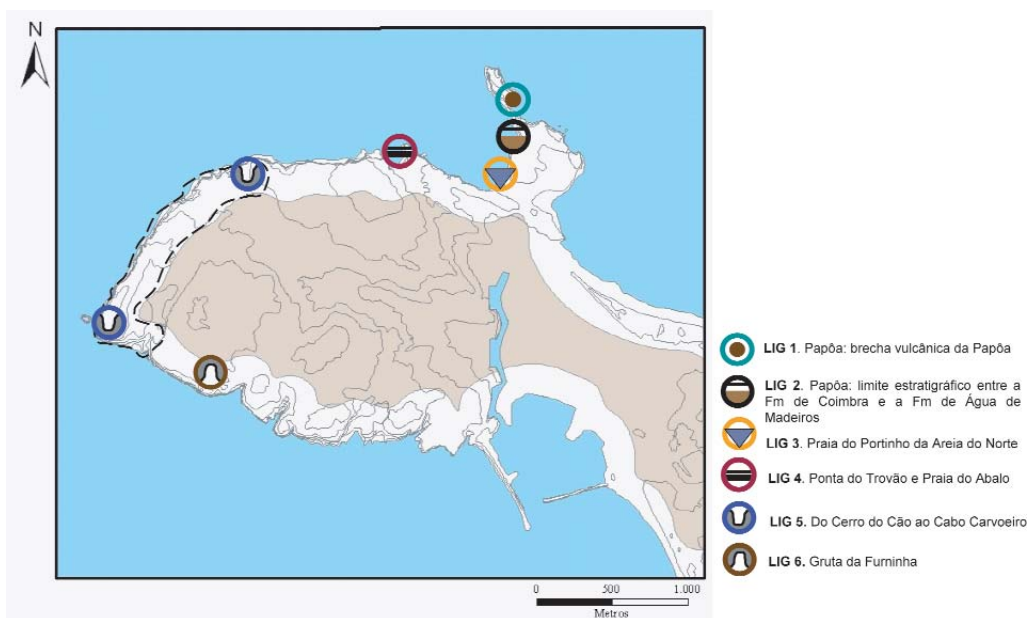 N
LIG 1. Papôa: brecha vulcânica da Papôa
LIG 2. Papôa: limite estratigráfico entre a
Fm de Coimbra e a Fm de Água de
Madeiros
LIG 3. Praia do Portinho da Areia do Norte
LIG 4. Ponta do Trovão e Praia do Abalo
LIG 5. Do Cerro do Cão ao Cabo Carvoeiro
LIG 6. Gruta da Furninha
0 500 1.000
Metros